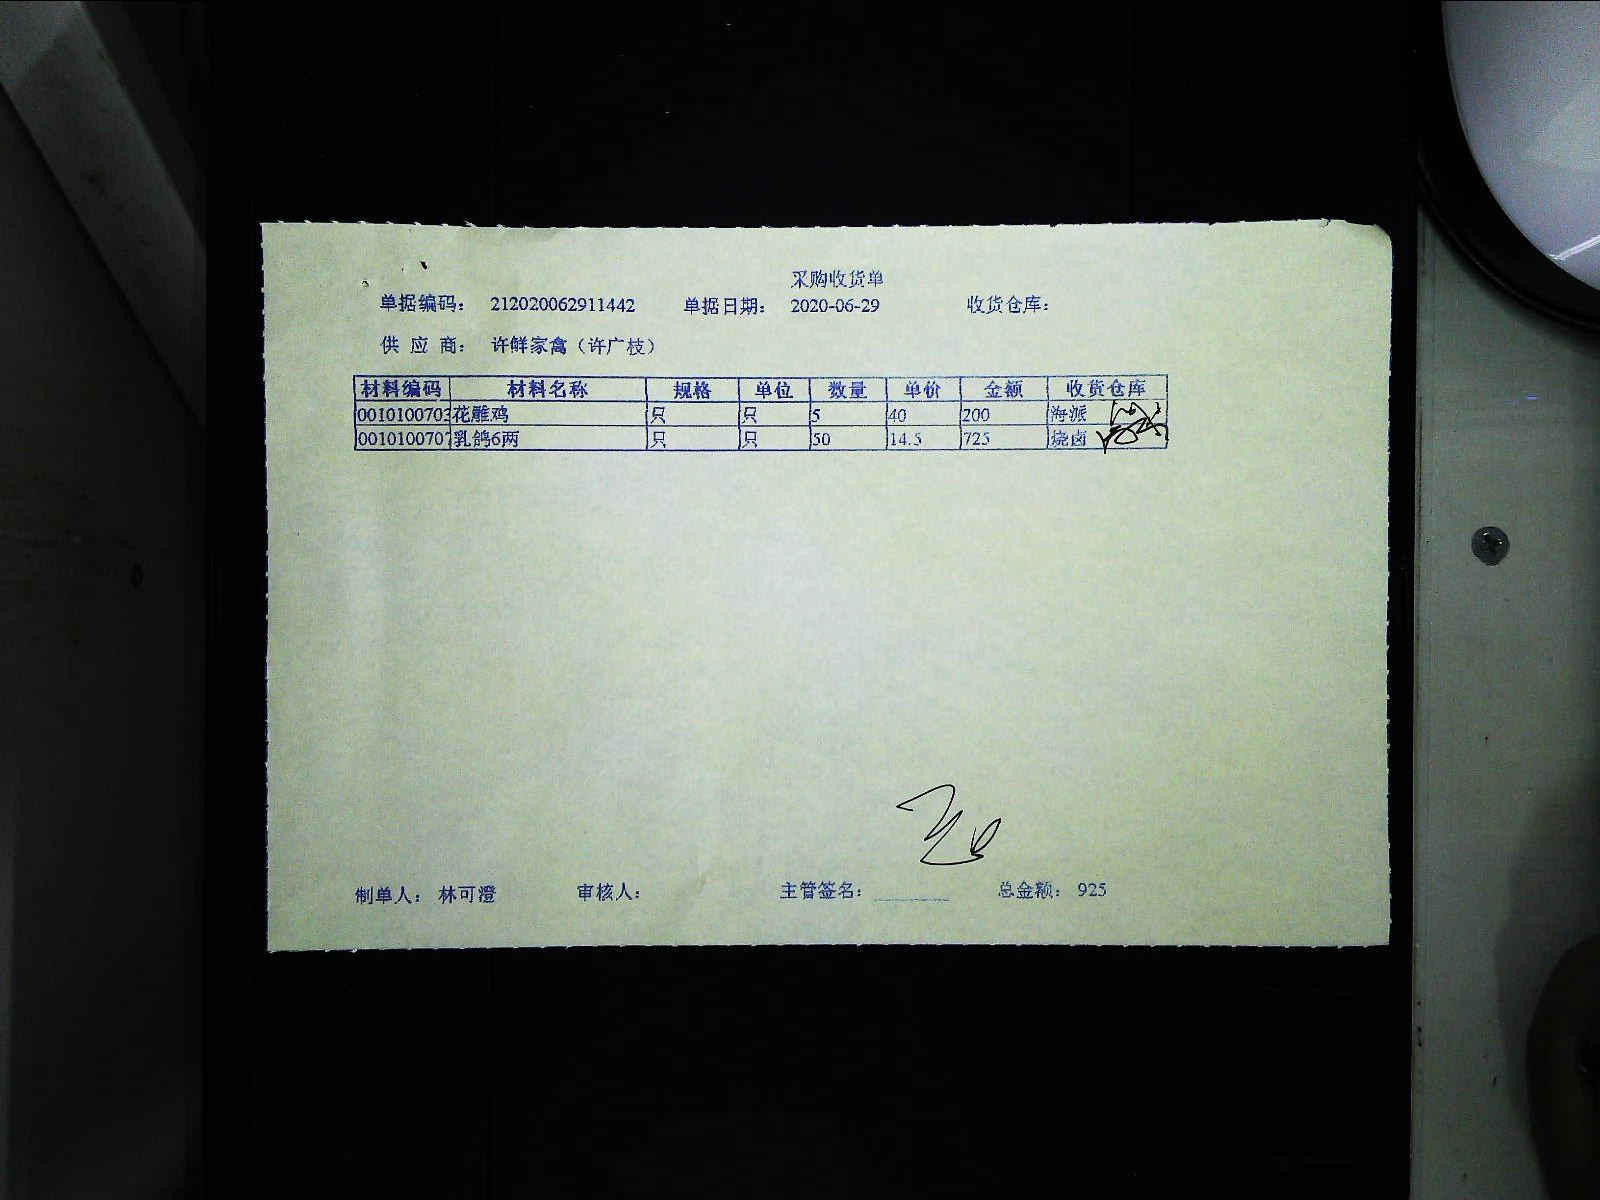 采购收货单
单据编码： 212020062911442 单据日期： 2020-06-29 收货仓库：
供 应 商： 许鲜家禽（许广枝）
材料编码 材料名称 规格 单位 数量 单价 金额 收货仓库
0010100703 花雕鸡 只 只 5 40 200 海派
0010100707 乳鸽6两 只 只 50 14.5 725 烧卤
制单人： 林可澄 审核人： 主管签名： 总金额： 925